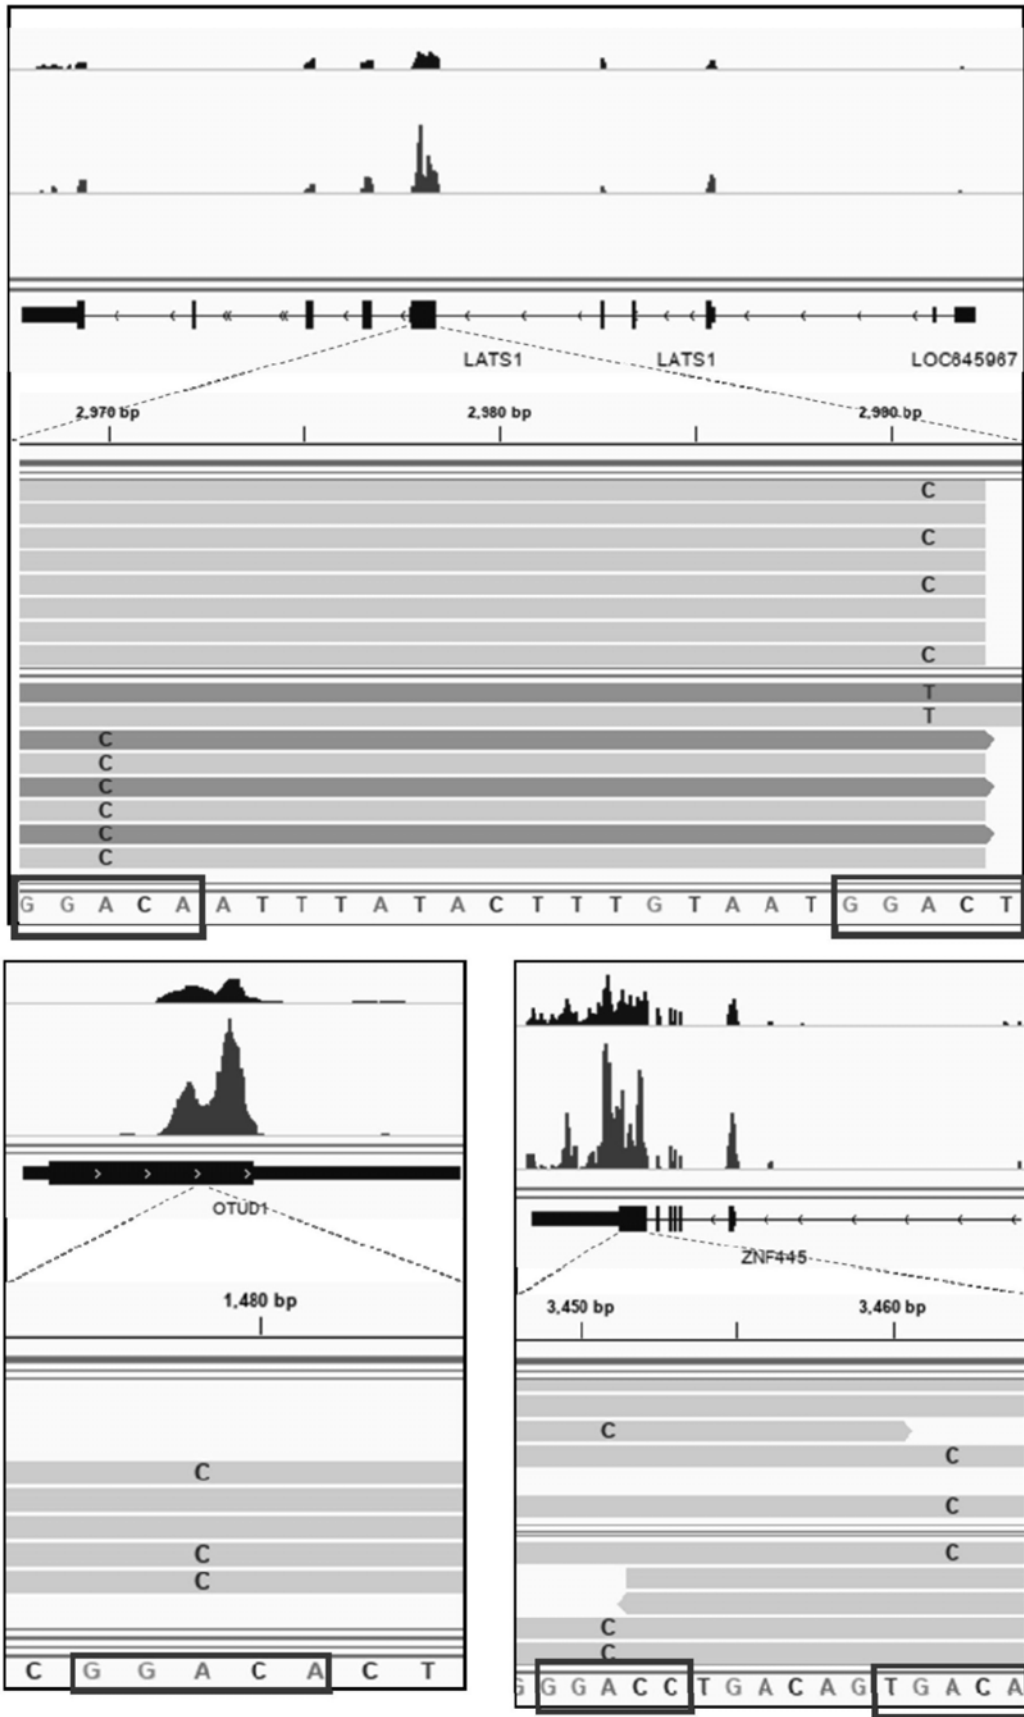 LATS1 LATS1 LOC645967
2,970 bp 2,980 bp 2,990 bp
C
C
C
C
T
T
C
C
C
C
C
C
G G A C A A T T T A T A C T T T G T A A T G G A C T
OTUD1
1,480 bp
C
C
C
C G G A C A C T
ZNF445
3,450 bp 3,460 bp
C
C
C
C
C
C
G G G A C C T G A C A G T G A C A